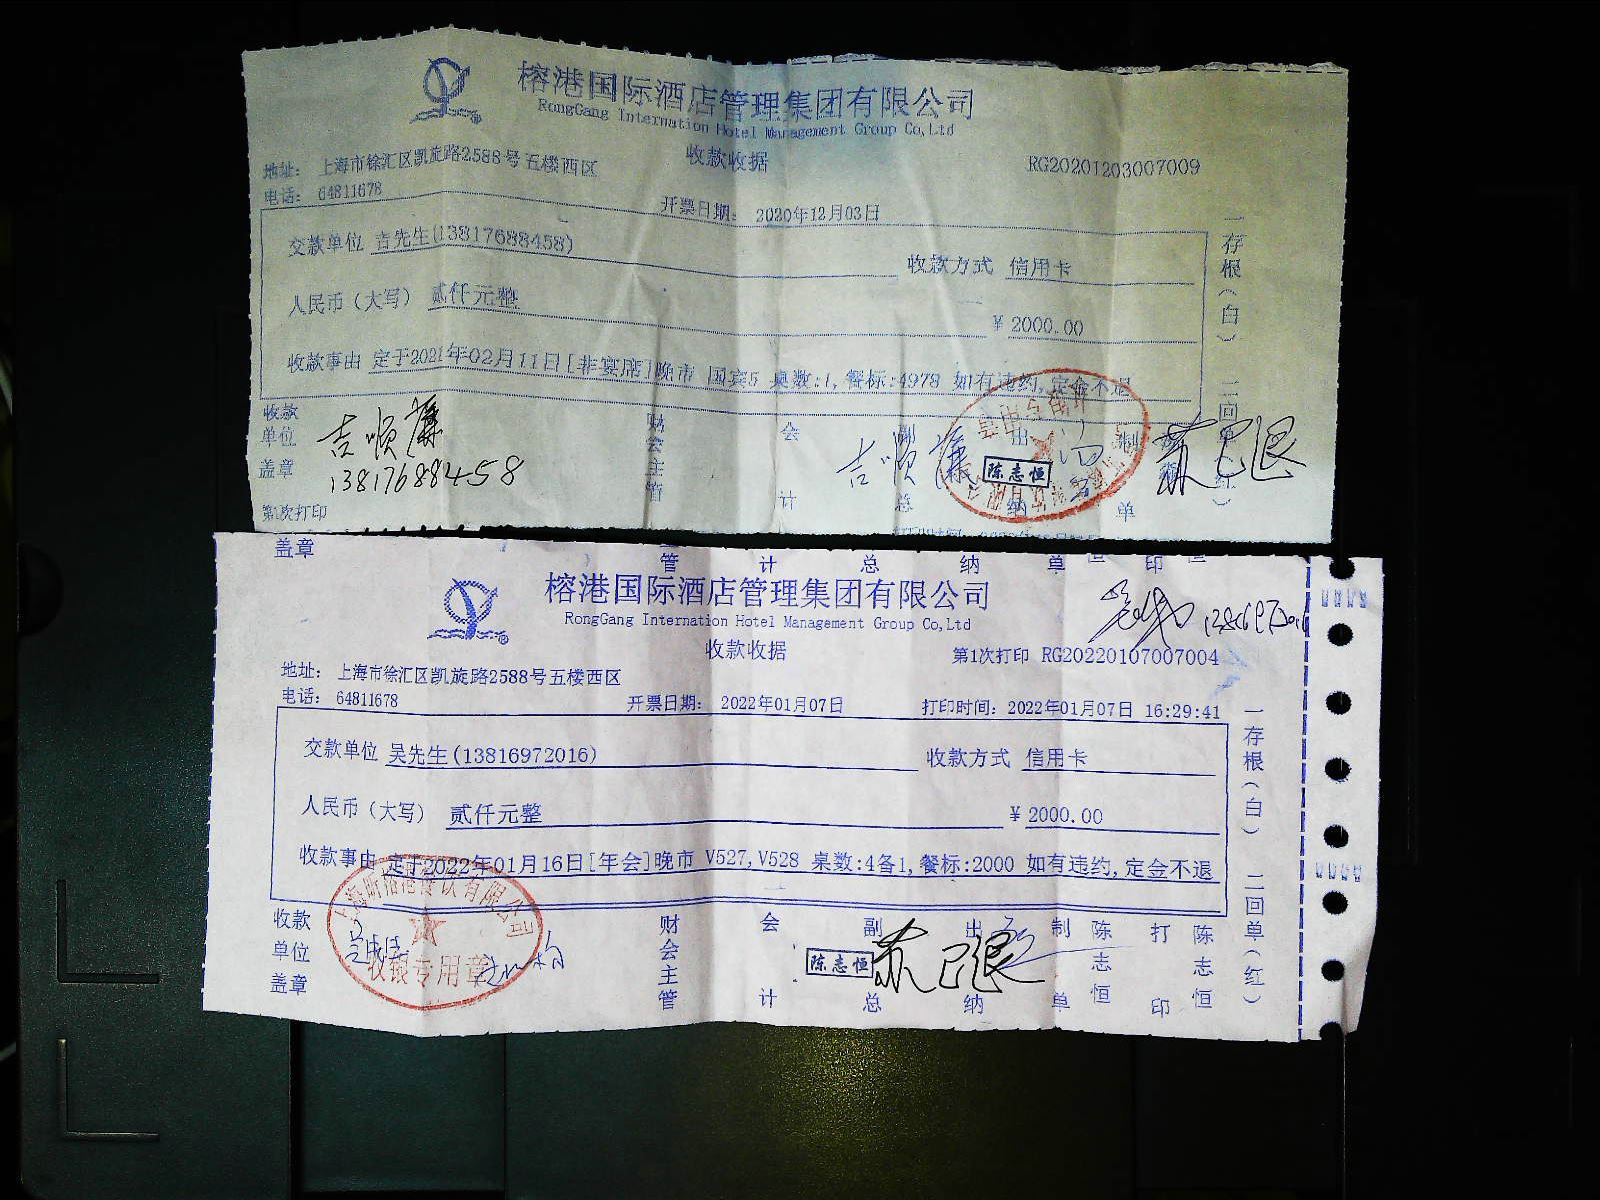 榕港国际酒店管理集团有限公司
RongGang Internation Hotel Management Group Co,Ltd
收款收据
RG20201203007009
地址: 上海市徐汇区凯旋路2588号五楼西区
电话: 64811678
开票日期: 2020年12月03日
交款单位 吉先生(13817688458)
收款方式 信用卡
人民币（大写） 贰仟元整
¥ 2000.00
收款事由 定于2021年02月11日[非宴席]晚市 国宾5 桌数:1,餐标:4978 如有违约,定金不退
一存根（白） 二回单（红）
收款单位盖章 吉顺廉 13817688458
财会主管 会计 副总 吉顺廉 出纳 陈志恒 制单
第1次打印
盖章 管 计 总 纳 单 恒 印 恒
榕港国际酒店管理集团有限公司
RongGang Internation Hotel Management Group Co,Ltd
收款收据
第1次打印 RG20220107007004
地址: 上海市徐汇区凯旋路2588号五楼西区
电话: 64811678
开票日期: 2022年01月07日
打印时间: 2022年01月07日 16:29:41
交款单位 吴先生(13816972016)
收款方式 信用卡
人民币（大写） 贰仟元整
¥ 2000.00
收款事由 定于2022年01月16日[年会]晚市 V527,V528 桌数:4备1,餐标:2000 如有违约,定金不退
一存根（白） 二回单（红）
收款单位盖章 收银专用章
财会主管 会计 副总 陈志恒 出纳 制单 陈志恒 打印 陈志恒